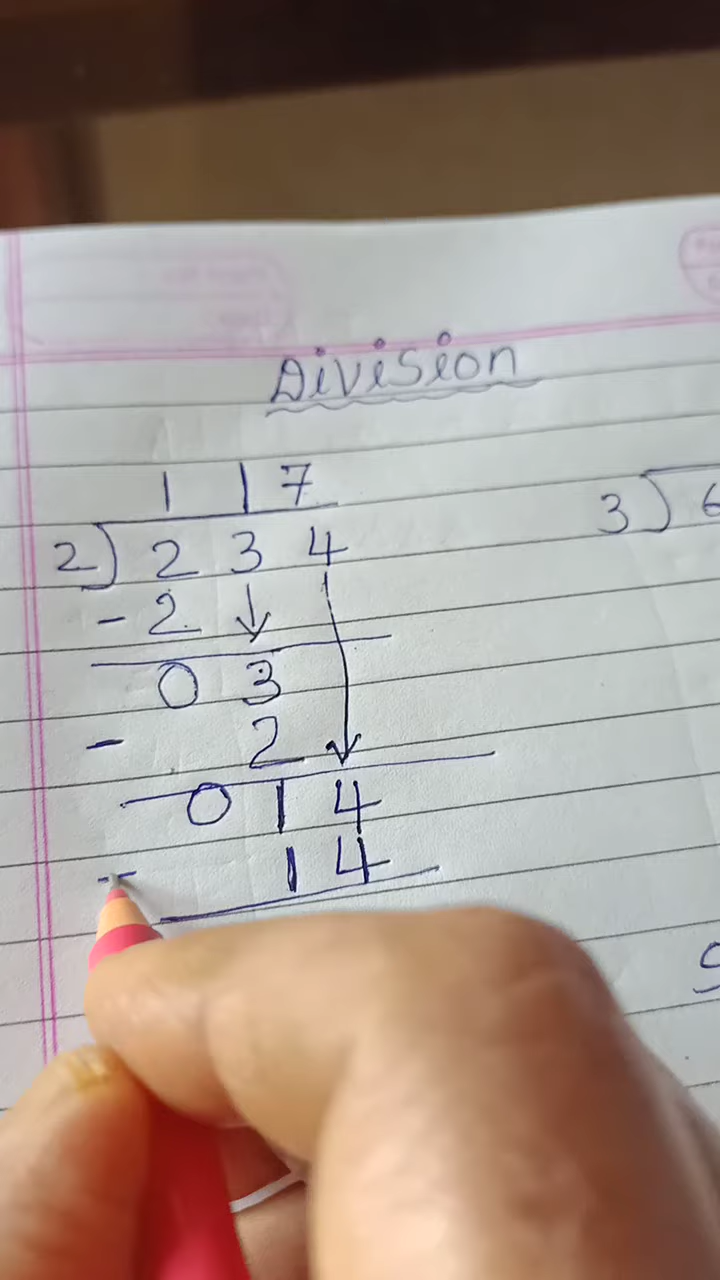 Division
1 1 7
2) 2 3 4
- 2 ↓
0 3
- 2 ↓
0 1 4
- 1 4
3) 6